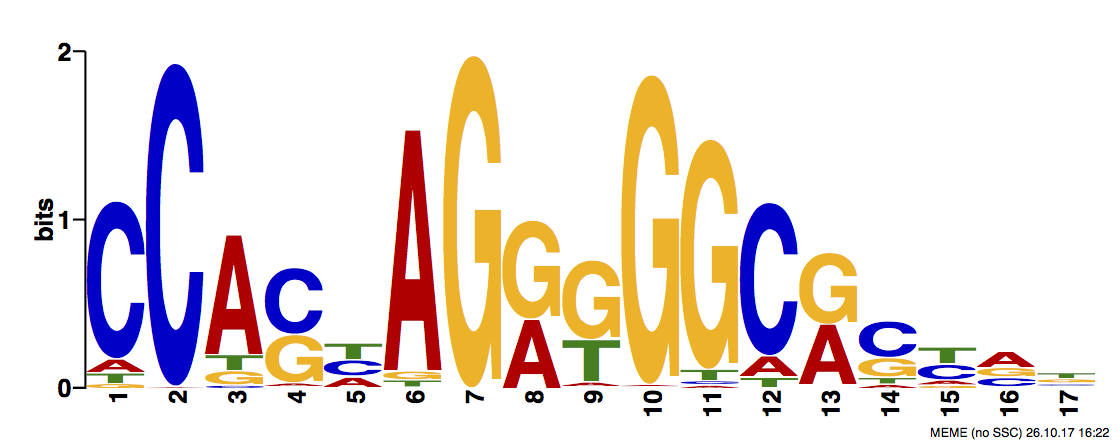 2
bits
1
0
C C A C T A G G G G G C G C T A T
A T G C A G A T A T A A G C G G
T G A T C A G T A C C
G C A T A G C
1 2 3 4 5 6 7 8 9 10 11 12 13 14 15 16 17
MEME (no SSC) 26.10.17 16:22